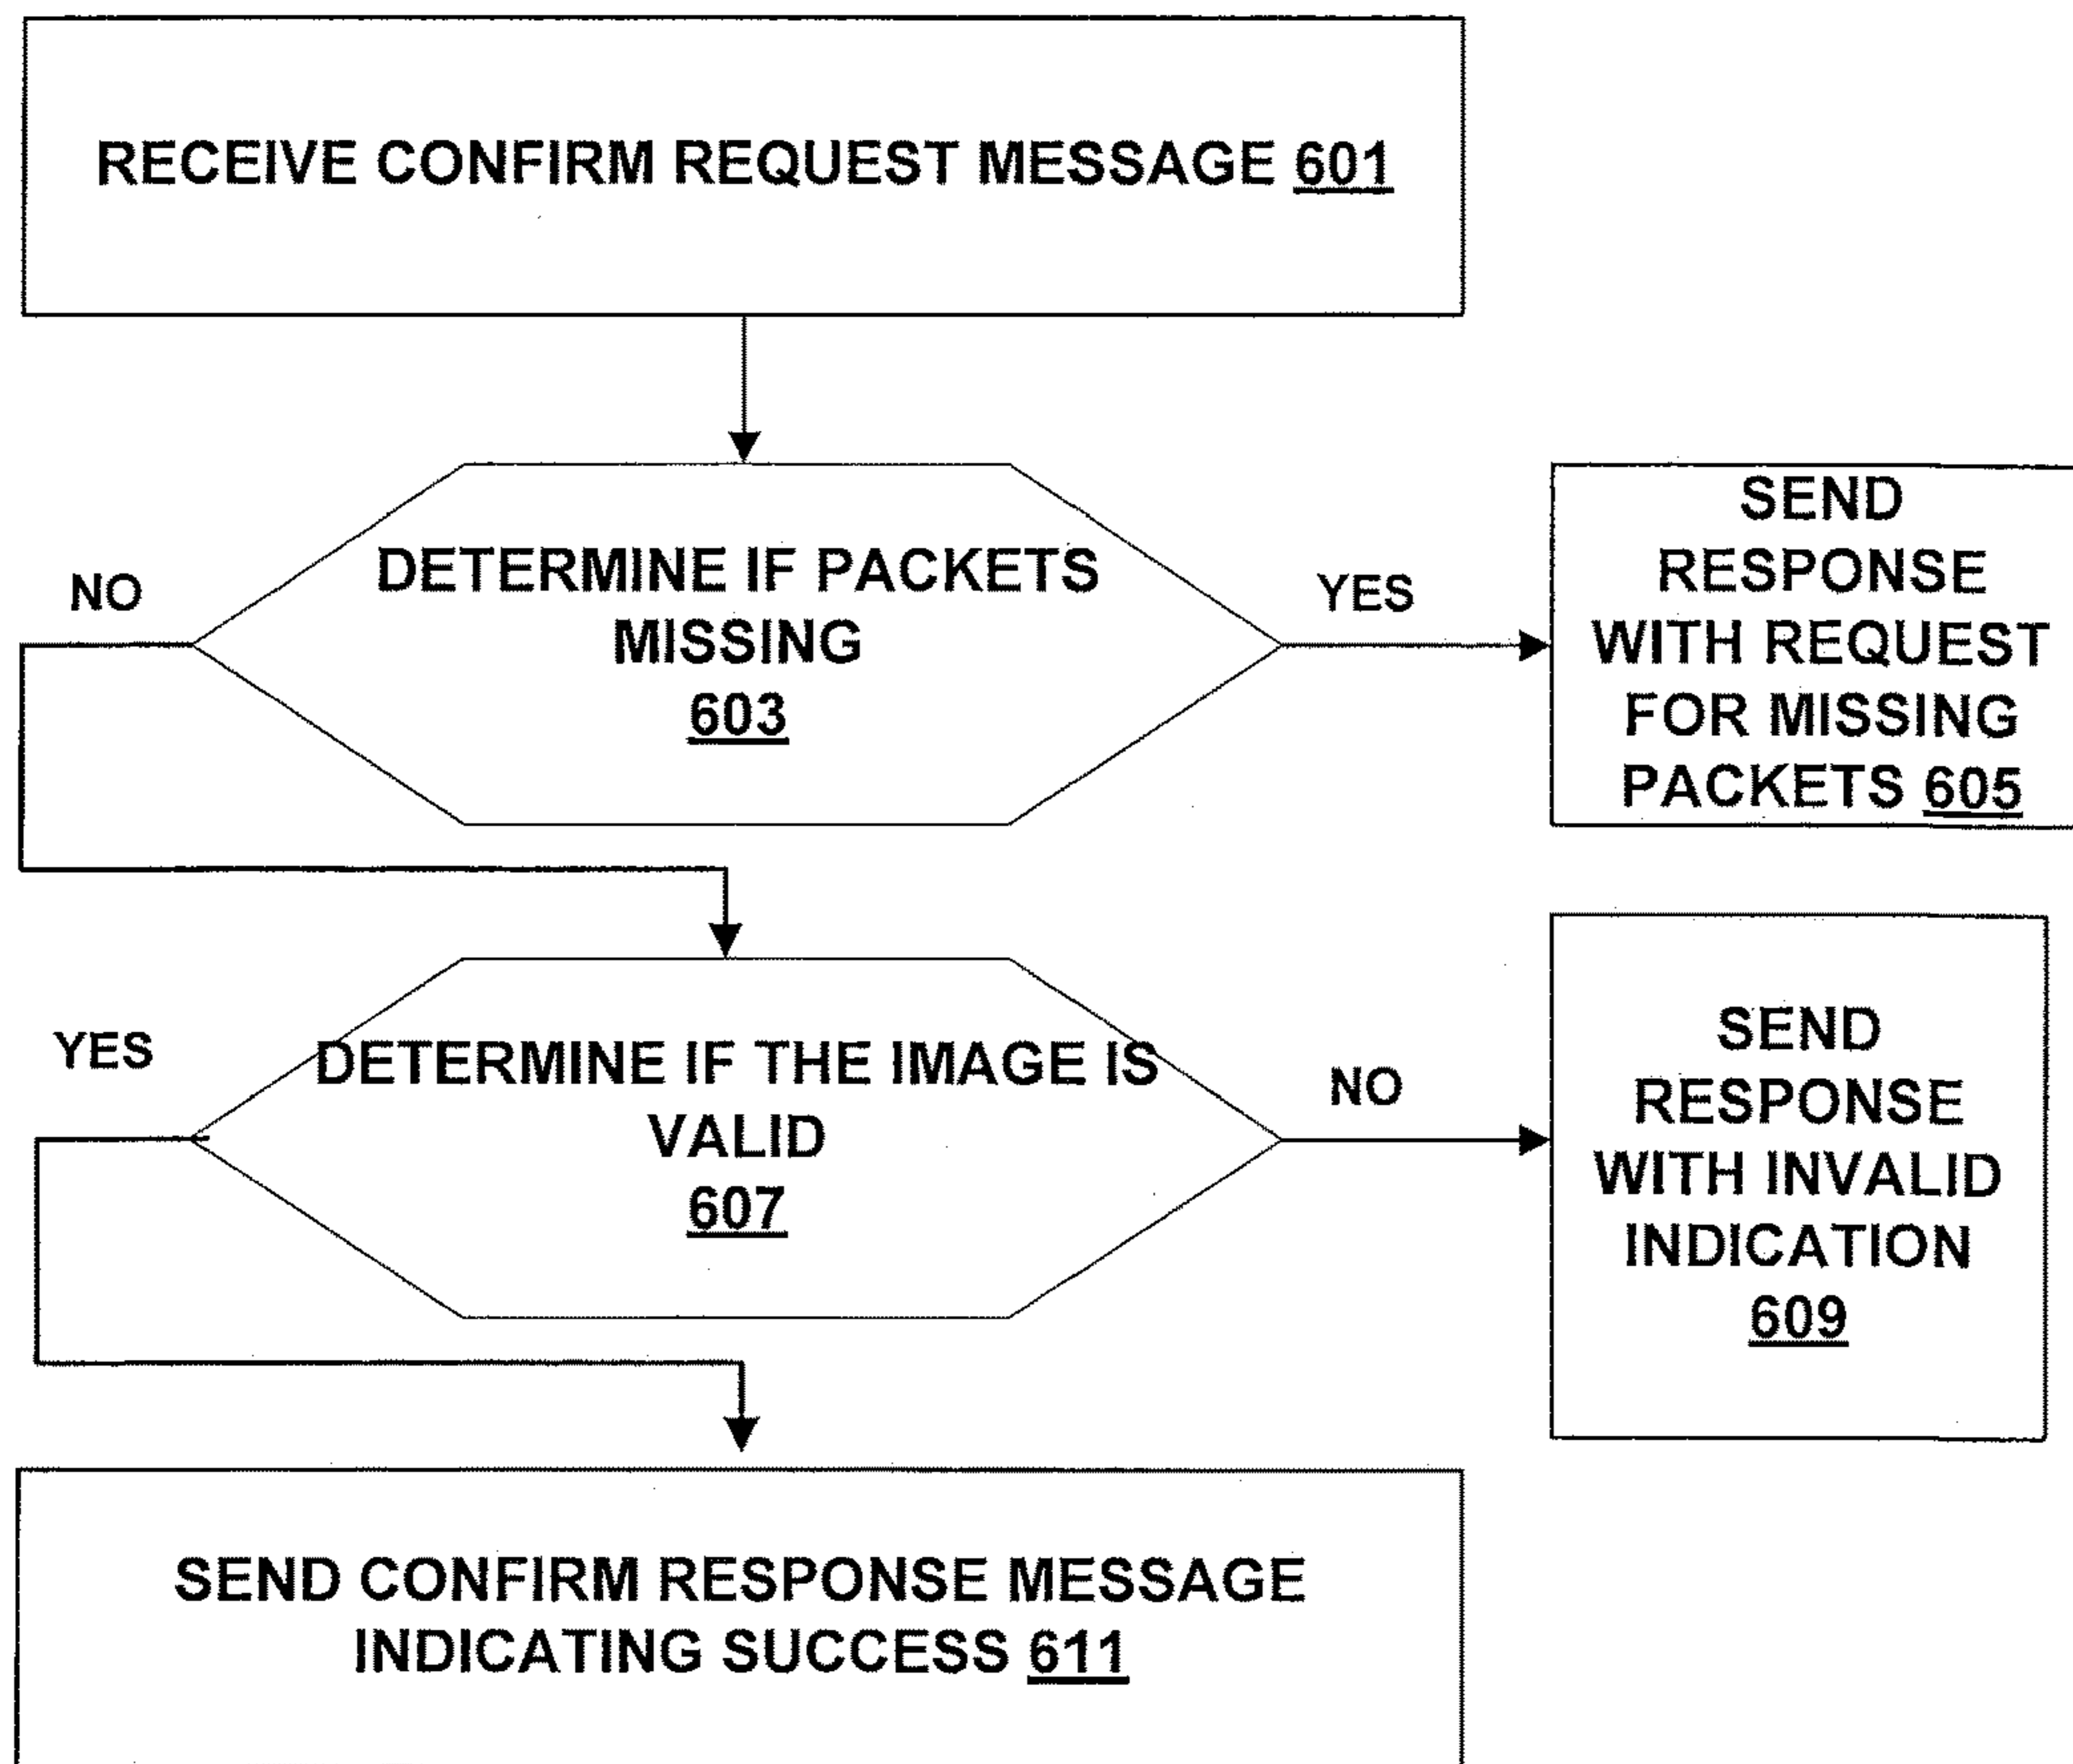 RECEIVE CONFIRM REQUEST MESSAGE 601
DETERMINE IF PACKETS
MISSING
603
NO
YES
SEND
RESPONSE
WITH REQUEST
FOR MISSING
PACKETS 605
DETERMINE IF THE IMAGE IS
VALID
607
YES
NO
SEND
RESPONSE
WITH INVALID
INDICATION
609
SEND CONFIRM RESPONSE MESSAGE
INDICATING SUCCESS 611